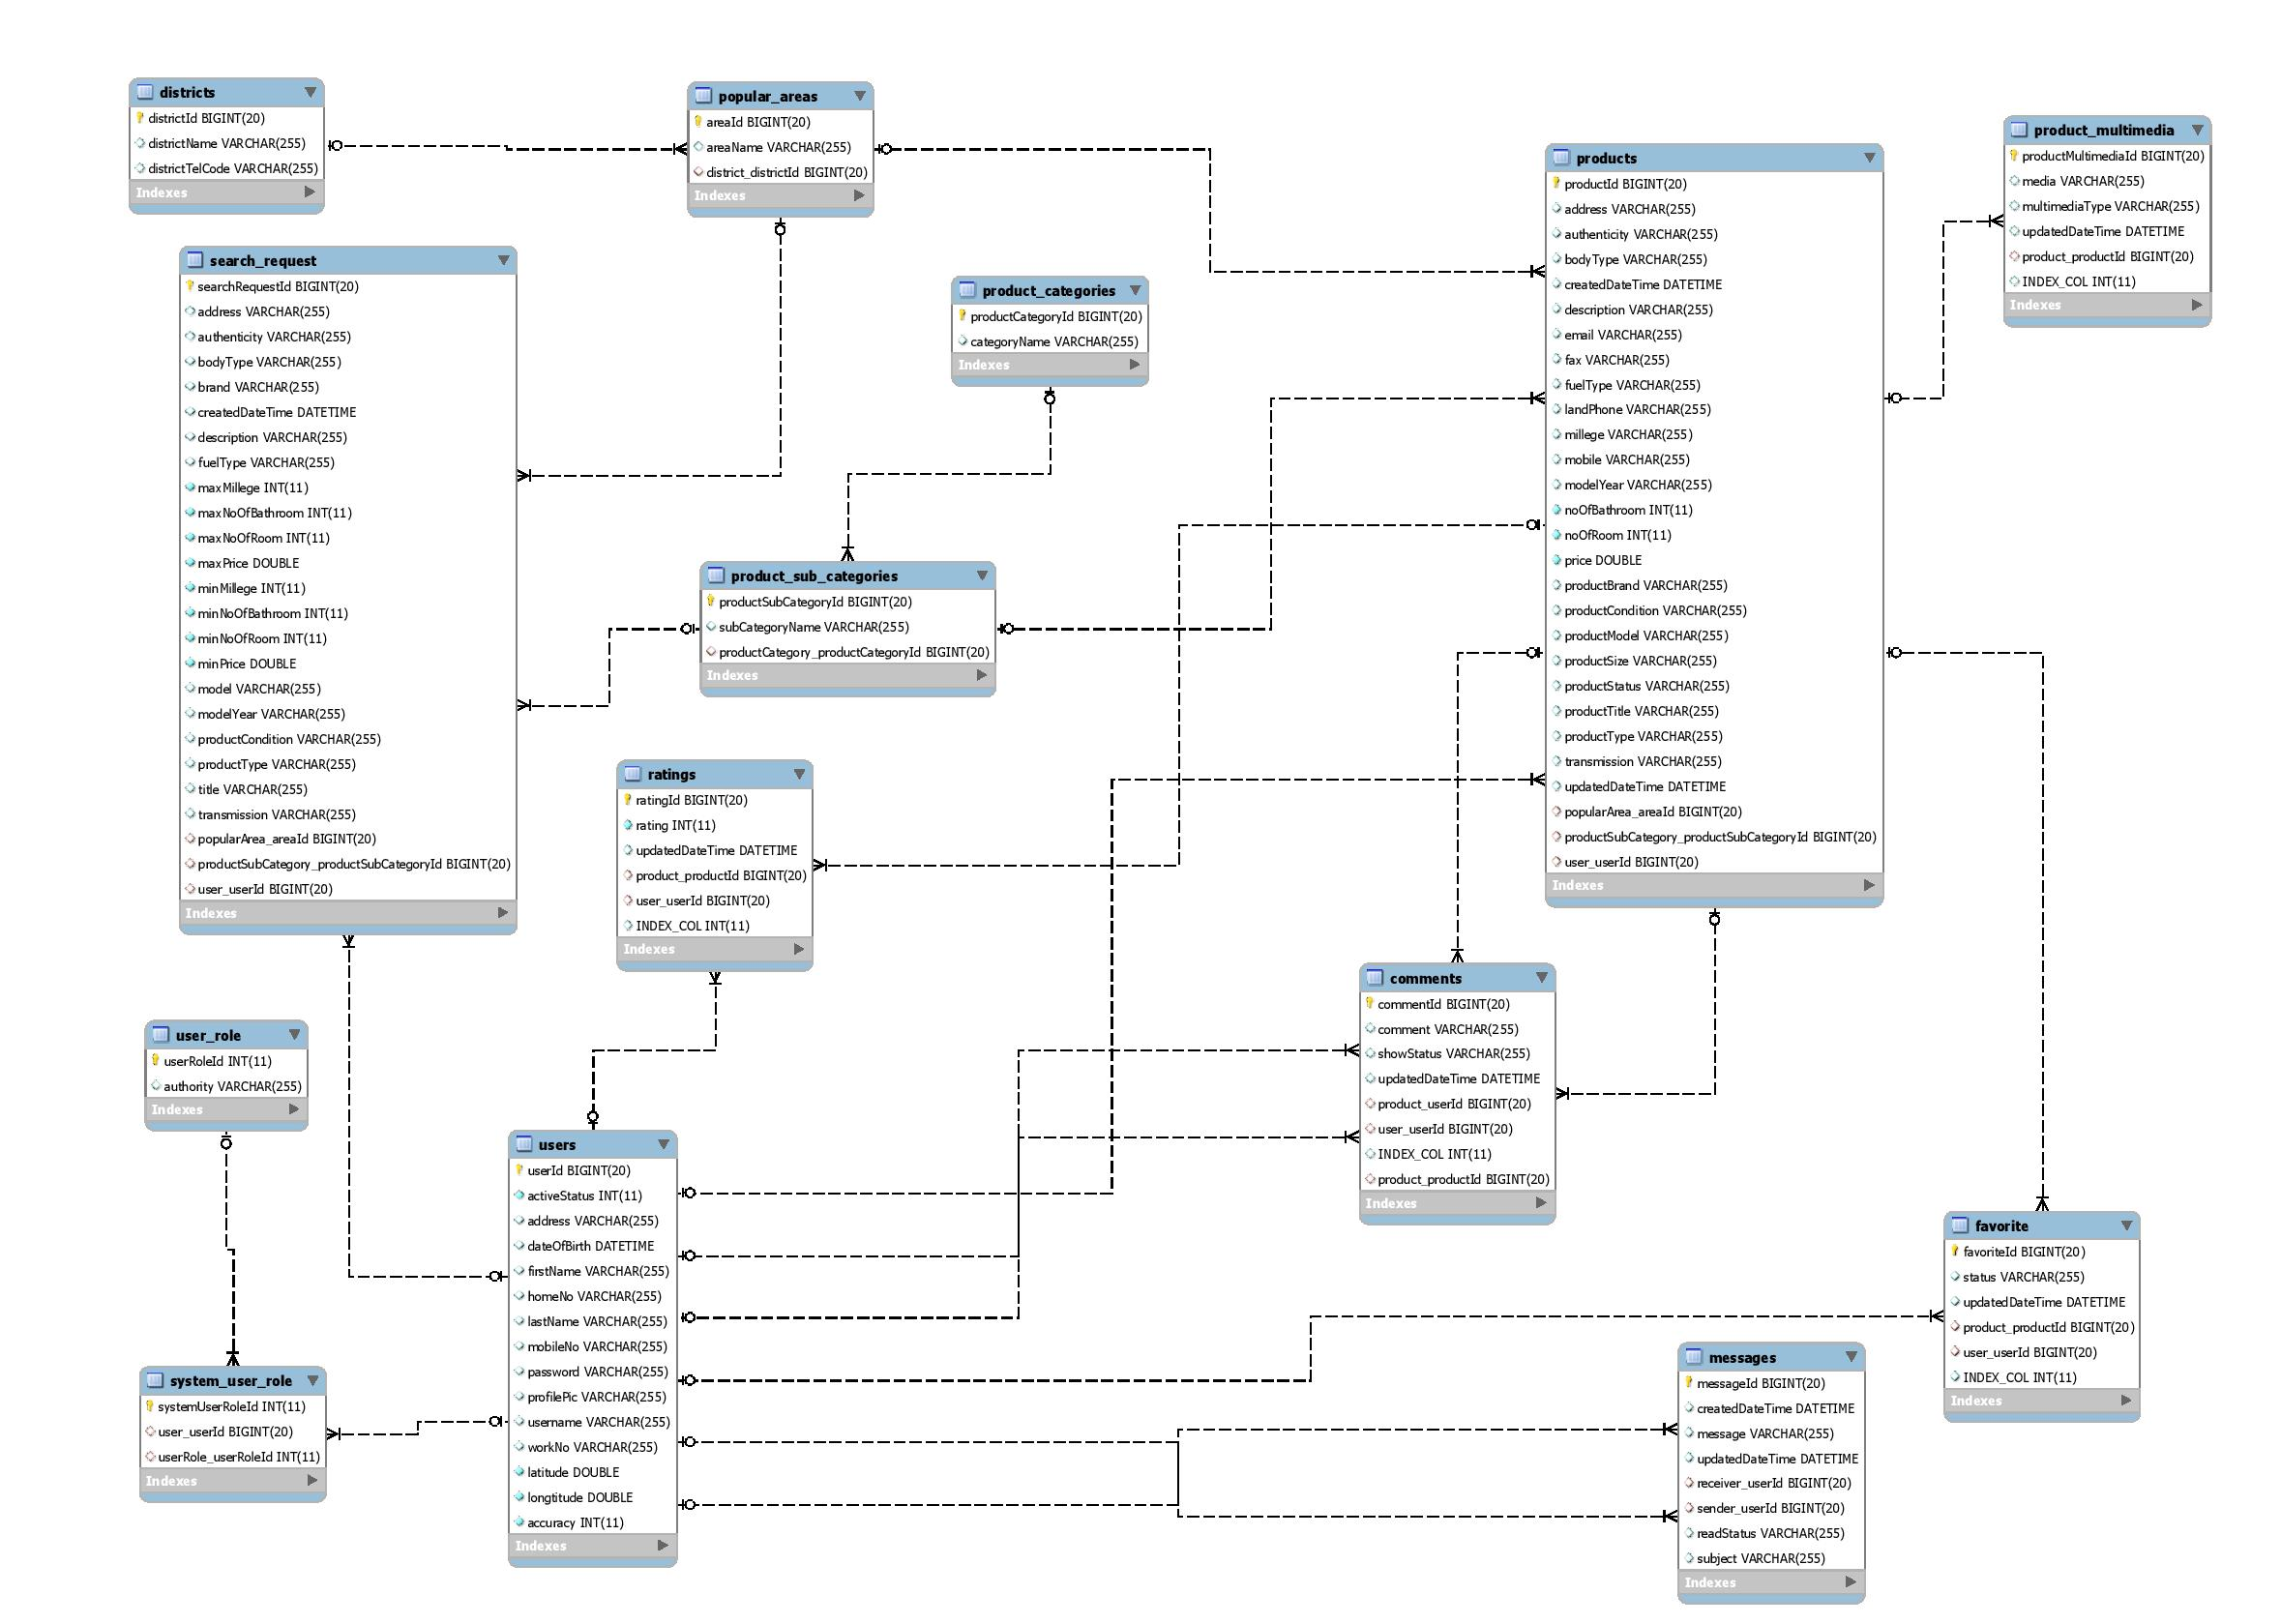 districts
districtId BIGINT(20)
districtName VARCHAR(255)
districtTelCode VARCHAR(255)
Indexes
popular_areas
areaId BIGINT(20)
areaName VARCHAR(255)
district_districtId BIGINT(20)
Indexes
product_multimedia
productMultimediaId BIGINT(20)
media VARCHAR(255)
multimediaType VARCHAR(255)
updatedDateTime DATETIME
product_productId BIGINT(20)
INDEX_COL INT(11)
Indexes
products
productId BIGINT(20)
address VARCHAR(255)
authenticity VARCHAR(255)
bodyType VARCHAR(255)
createdDateTime DATETIME
description VARCHAR(255)
email VARCHAR(255)
fax VARCHAR(255)
fuelType VARCHAR(255)
landPhone VARCHAR(255)
millege VARCHAR(255)
mobile VARCHAR(255)
modelYear VARCHAR(255)
noOfBathroom INT(11)
noOfRoom INT(11)
price DOUBLE
productBrand VARCHAR(255)
productCondition VARCHAR(255)
productModel VARCHAR(255)
productSize VARCHAR(255)
productStatus VARCHAR(255)
productTitle VARCHAR(255)
productType VARCHAR(255)
transmission VARCHAR(255)
updatedDateTime DATETIME
popularArea_areaId BIGINT(20)
productSubCategory_productSubCategoryId BIGINT(20)
user_userId BIGINT(20)
Indexes
search_request
searchRequestId BIGINT(20)
address VARCHAR(255)
authenticity VARCHAR(255)
bodyType VARCHAR(255)
brand VARCHAR(255)
createdDateTime DATETIME
description VARCHAR(255)
fuelType VARCHAR(255)
maxMillege INT(11)
maxNoOfBathroom INT(11)
maxNoOfRoom INT(11)
maxPrice DOUBLE
minMillege INT(11)
minNoOfBathroom INT(11)
minNoOfRoom INT(11)
minPrice DOUBLE
model VARCHAR(255)
modelYear VARCHAR(255)
productCondition VARCHAR(255)
productType VARCHAR(255)
title VARCHAR(255)
transmission VARCHAR(255)
popularArea_areaId BIGINT(20)
productSubCategory_productSubCategoryId BIGINT(20)
user_userId BIGINT(20)
Indexes
product_categories
productCategoryId BIGINT(20)
categoryName VARCHAR(255)
Indexes
product_sub_categories
productSubCategoryId BIGINT(20)
subCategoryName VARCHAR(255)
productCategory_productCategoryId BIGINT(20)
Indexes
ratings
ratingId BIGINT(20)
rating INT(11)
updatedDateTime DATETIME
product_productId BIGINT(20)
user_userId BIGINT(20)
INDEX_COL INT(11)
Indexes
comments
commentId BIGINT(20)
comment VARCHAR(255)
showStatus VARCHAR(255)
updatedDateTime DATETIME
product_userId BIGINT(20)
user_userId BIGINT(20)
INDEX_COL INT(11)
product_productId BIGINT(20)
Indexes
user_role
userRoleId INT(11)
authority VARCHAR(255)
Indexes
users
userId BIGINT(20)
activeStatus INT(11)
address VARCHAR(255)
dateOfBirth DATETIME
firstName VARCHAR(255)
homeNo VARCHAR(255)
lastName VARCHAR(255)
mobileNo VARCHAR(255)
password VARCHAR(255)
profilePic VARCHAR(255)
username VARCHAR(255)
workNo VARCHAR(255)
latitude DOUBLE
longtitude DOUBLE
accuracy INT(11)
Indexes
favorite
favoriteId BIGINT(20)
status VARCHAR(255)
updatedDateTime DATETIME
product_productId BIGINT(20)
user_userId BIGINT(20)
INDEX_COL INT(11)
Indexes
system_user_role
systemUserRoleId INT(11)
user_userId BIGINT(20)
userRole_userRoleId INT(11)
Indexes
messages
messageId BIGINT(20)
createdDateTime DATETIME
message VARCHAR(255)
updatedDateTime DATETIME
receiver_userId BIGINT(20)
sender_userId BIGINT(20)
readStatus VARCHAR(255)
subject VARCHAR(255)
Indexes